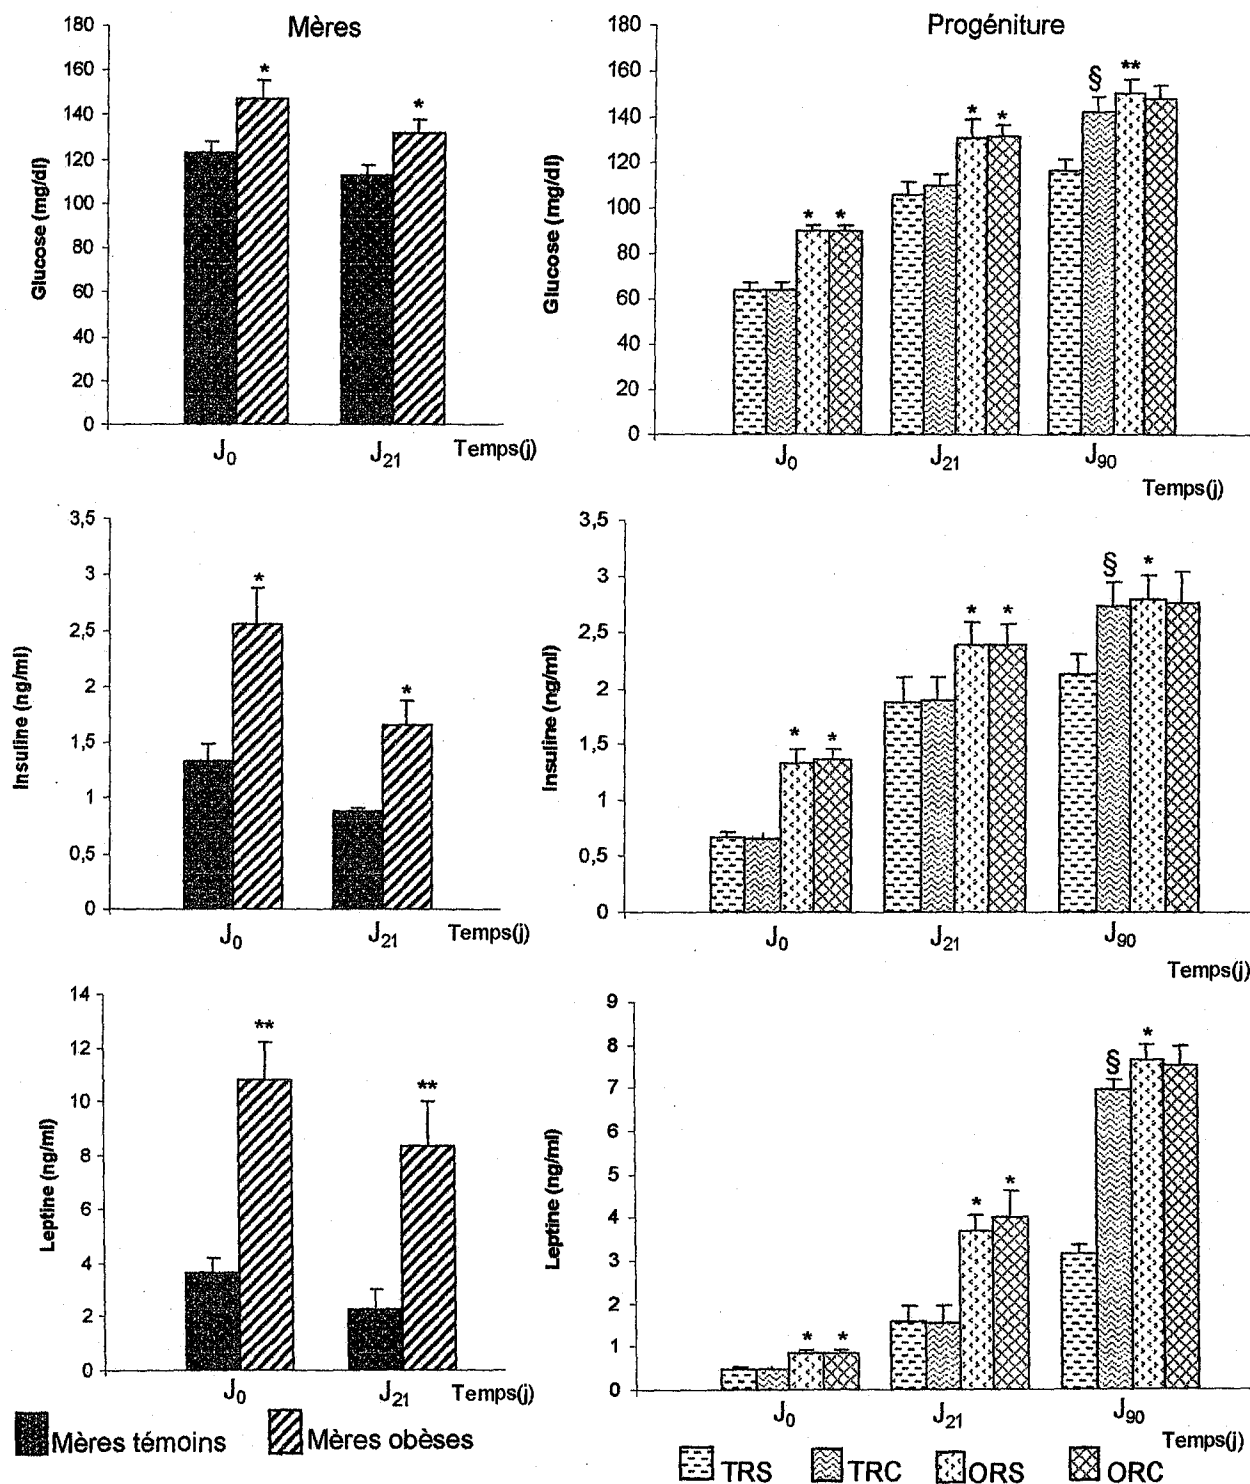 Mères
Glucose (mg/dl)
180
160
140
120
100
80
60
40
20
0
* *
J0 J21 Temps(j)
Progéniture
Glucose (mg/dl)
180
160
140
120
100
80
60
40
20
0
* * * * § **
J0 J21 J90
Temps(j)
Insuline (ng/ml)
3,5
3
2,5
2
1,5
1
0,5
0
* *
J0 J21 Temps(j)
Insuline (ng/ml)
3,5
3
2,5
2
1,5
1
0,5
0
* * * * § *
J0 J21 J90
Temps(j)
Leptine (ng/ml)
14
12
10
8
6
4
2
0
** **
J0 J21 Temps(j)
Leptine (ng/ml)
9
8
7
6
5
4
3
2
1
0
* * * * § *
J0 J21 J90
Temps(j)
Mères témoins Mères obèses
TRS TRC ORS ORC